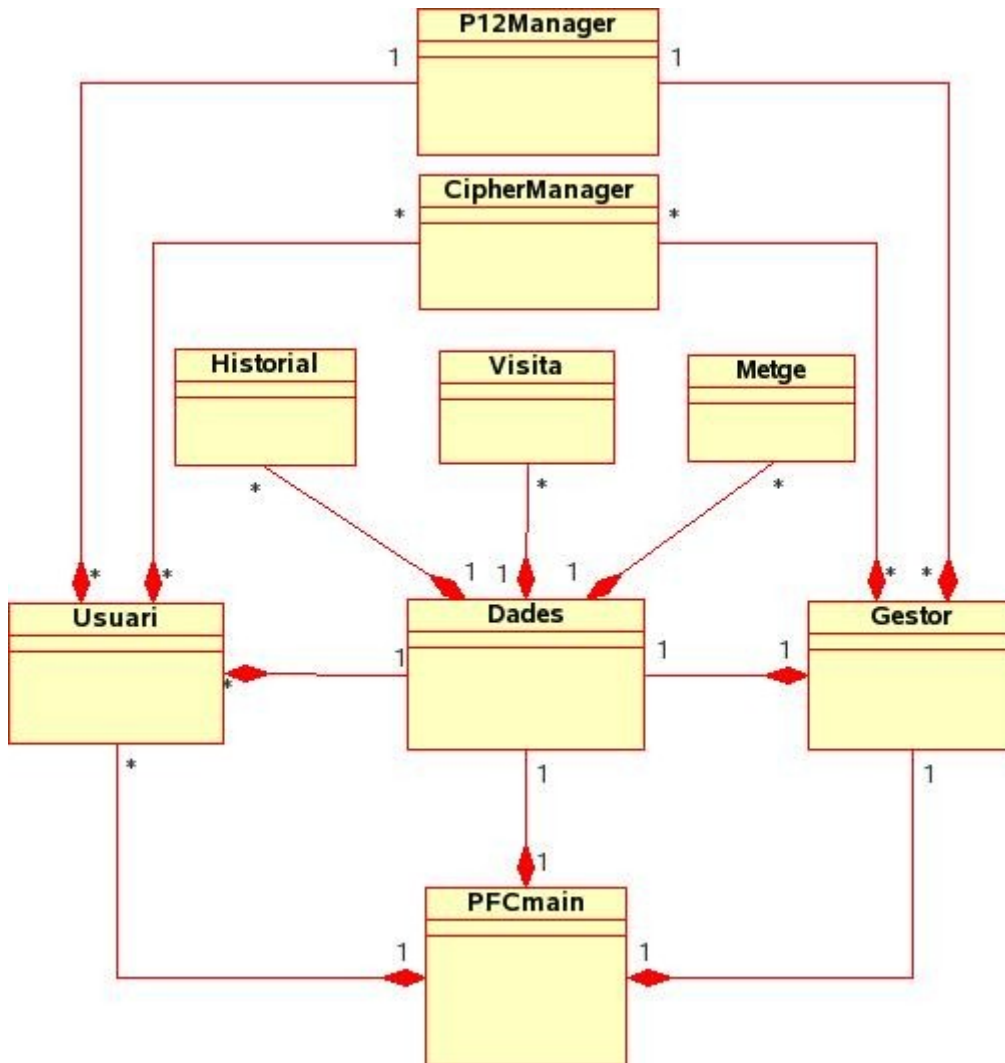 P12Manager
1 1
CipherManager
* *
Historial Visita Metge
* * *
1 1 1
* * * *
Usuari Dades Gestor
1 1 1
*
* 1 1
1
PFCmain
1 1